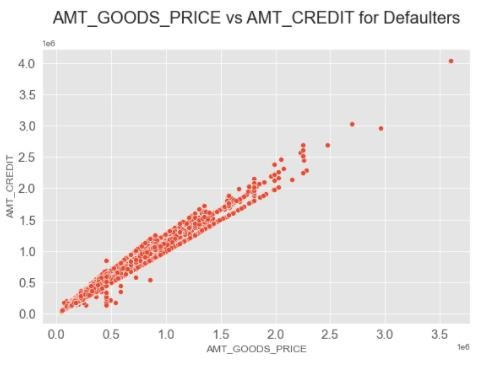 AMT_GOODS_PRICE vs AMT_CREDIT for Defaulters
1e6
4.0
3.5
3.0
2.5
2.0
1.5
1.0
0.5
0.0
AMT_CREDIT
0.0 0.5 1.0 1.5 2.0 2.5 3.0 3.5
AMT_GOODS_PRICE
1e6